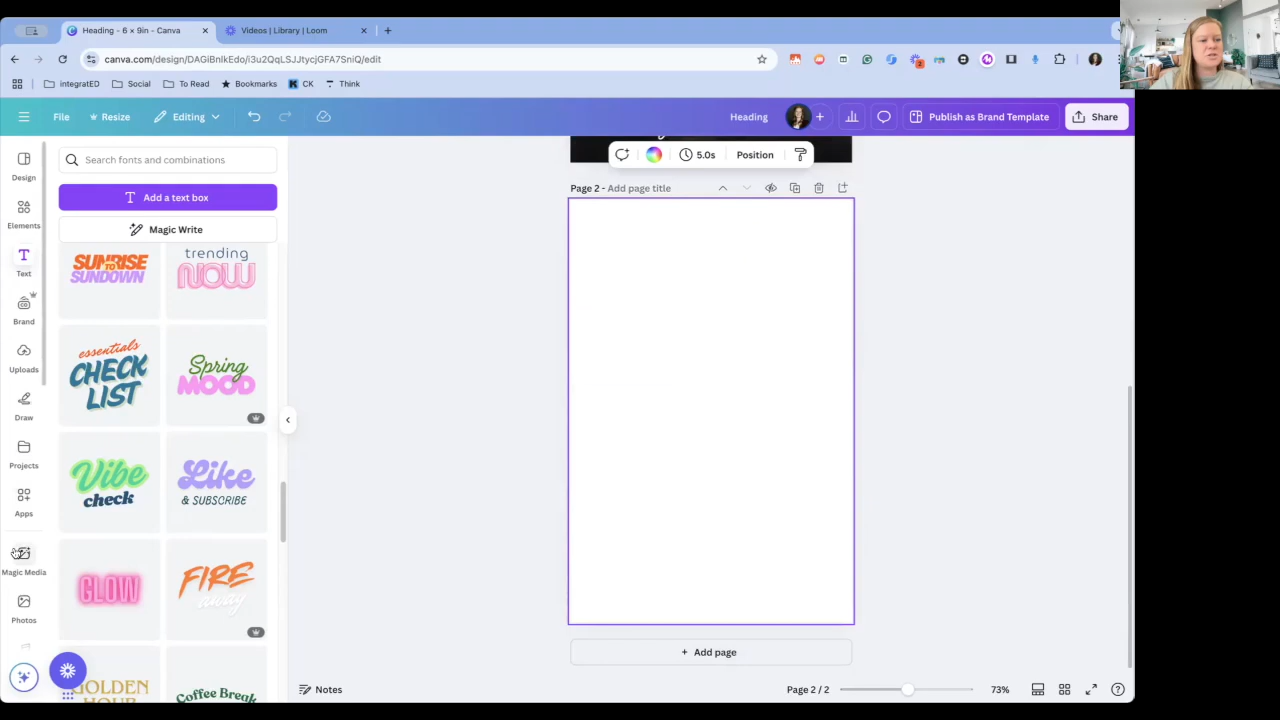 Heading - 6 × 9in - Canva
Videos | Library | Loom
canva.com/design/DAGiBnIkEdo/i3u2QqLSJJtycjGFA7SniQ/edit
integratED
Social
To Read
Bookmarks
CK
Think
File
Resize
Editing
Heading
Publish as Brand Template
Share
Design
Elements
Text
Brand
Uploads
Draw
Projects
Apps
Magic Media
Photos
Search fonts and combinations
Add a text box
Magic Write
SUNRISE
TO
SUNDOWN
trending
NOW
essentials
CHECK
LIST
Spring
MOOD
Vibe
check
Like
& SUBSCRIBE
GLOW
FIRE
away
GOLDEN
HOUR
Coffee Break
5.0s
Position
Page 2 - Add page title
+ Add page
Notes
Page 2 / 2
73%